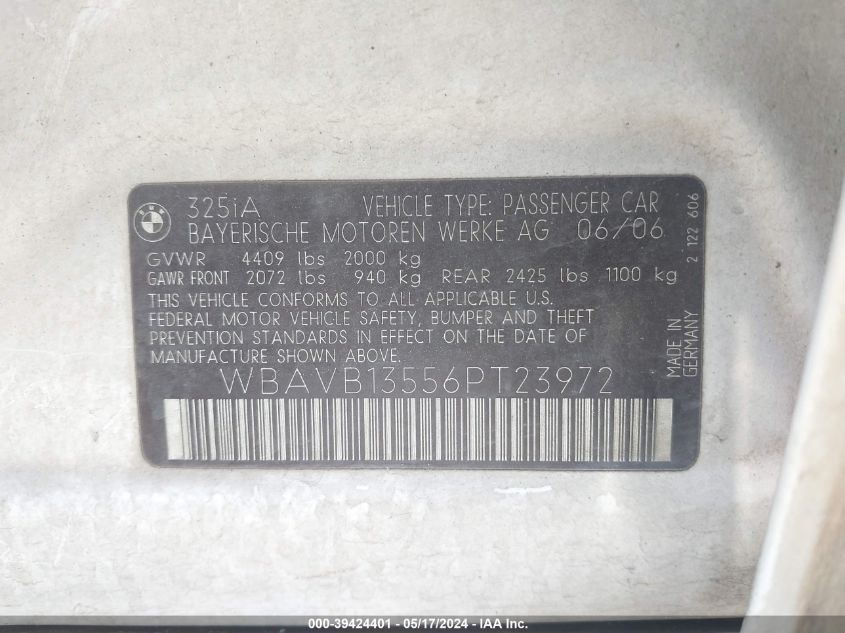 BMW
325iA VEHICLE TYPE: PASSENGER CAR
BAYERISCHE MOTOREN WERKE AG 06/06
GVWR 4409 lbs 2000 kg
GAWR FRONT 2072 lbs 940 kg REAR 2425 lbs 1100 kg
THIS VEHICLE CONFORMS TO ALL APPLICABLE U.S.
FEDERAL MOTOR VEHICLE SAFETY, BUMPER AND THEFT
PREVENTION STANDARDS IN EFFECT ON THE DATE OF
MANUFACTURE SHOWN ABOVE.
WBAVB13556PT23972
2 122 606
MADE IN
GERMANY
000-39424401 - 05/17/2024 - IAA Inc.